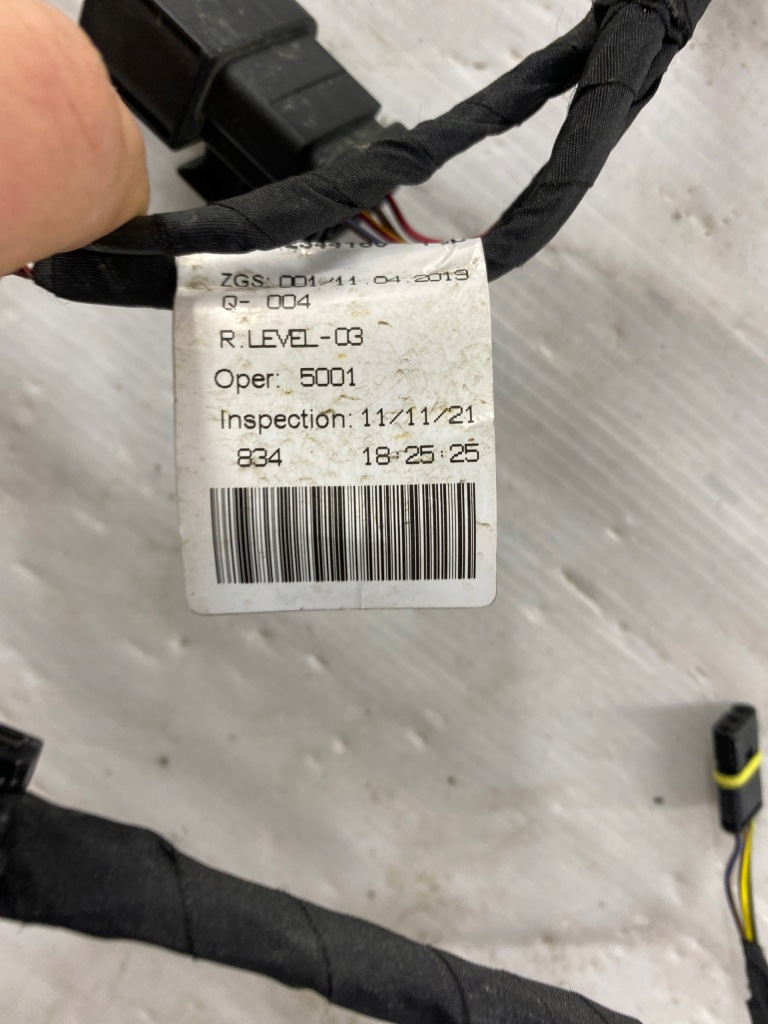 ZGS: 001/11.04.2019
Q- 004
R.LEVEL-03
Oper: 5001
Inspection: 11/11/21
834 18:25:25